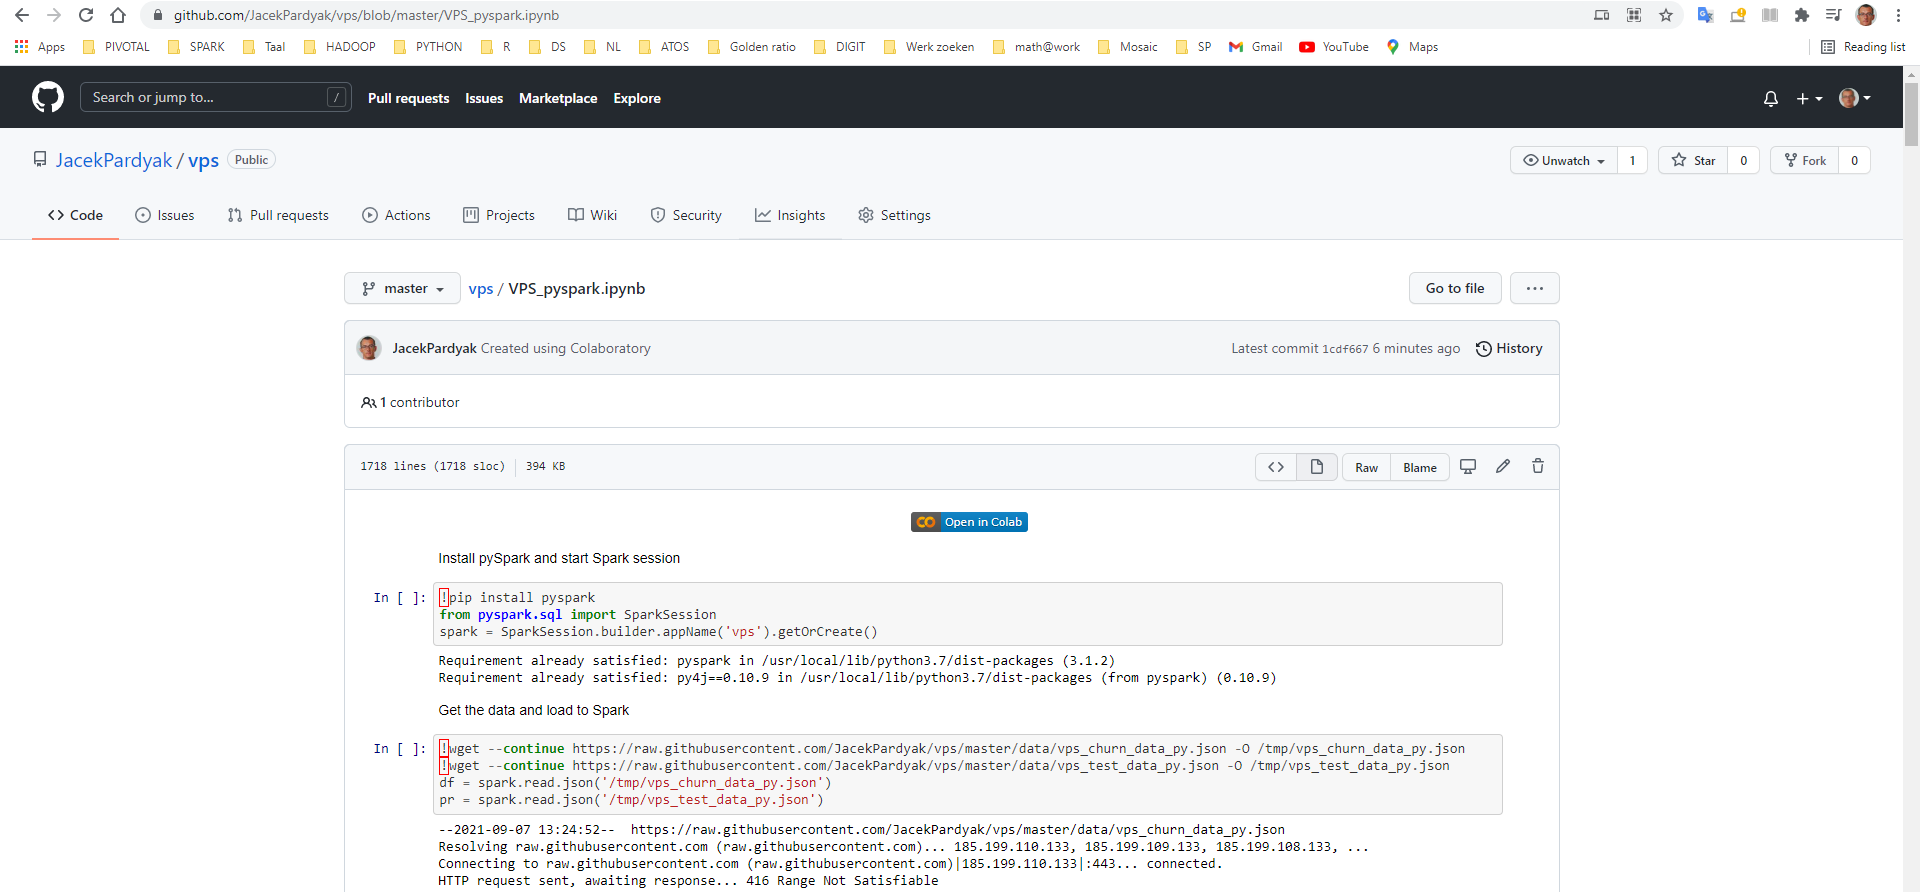 github.com/JacekPardyak/vps/blob/master/VPS_pyspark.ipynb
Apps PIVOTAL SPARK Taal HADOOP PYTHON R DS NL ATOS Golden ratio DIGIT Werk zoeken math@work Mosaic SP Gmail YouTube Maps Reading list
Search or jump to... / Pull requests Issues Marketplace Explore
JacekPardyak / vps Public Unwatch 1 Star 0 Fork 0
Code Issues Pull requests Actions Projects Wiki Security Insights Settings
master vps / VPS_pyspark.ipynb Go to file ...
JacekPardyak Created using Colaboratory Latest commit 1cdf667 6 minutes ago History
1 contributor
1718 lines (1718 sloc) 394 KB <> Raw Blame
CO Open in Colab
Install pySpark and start Spark session
In [ ]: !pip install pyspark
from pyspark.sql import SparkSession
spark = SparkSession.builder.appName('vps').getOrCreate()
Requirement already satisfied: pyspark in /usr/local/lib/python3.7/dist-packages (3.1.2)
Requirement already satisfied: py4j==0.10.9 in /usr/local/lib/python3.7/dist-packages (from pyspark) (0.10.9)
Get the data and load to Spark
In [ ]: !wget --continue https://raw.githubusercontent.com/JacekPardyak/vps/master/data/vps_churn_data_py.json -O /tmp/vps_churn_data_py.json
!wget --continue https://raw.githubusercontent.com/JacekPardyak/vps/master/data/vps_test_data_py.json -O /tmp/vps_test_data_py.json
df = spark.read.json('/tmp/vps_churn_data_py.json')
pr = spark.read.json('/tmp/vps_test_data_py.json')
--2021-09-07 13:24:52-- https://raw.githubusercontent.com/JacekPardyak/vps/master/data/vps_churn_data_py.json
Resolving raw.githubusercontent.com (raw.githubusercontent.com)... 185.199.110.133, 185.199.109.133, 185.199.108.133, ...
Connecting to raw.githubusercontent.com (raw.githubusercontent.com)|185.199.110.133|:443... connected.
HTTP request sent, awaiting response... 416 Range Not Satisfiable